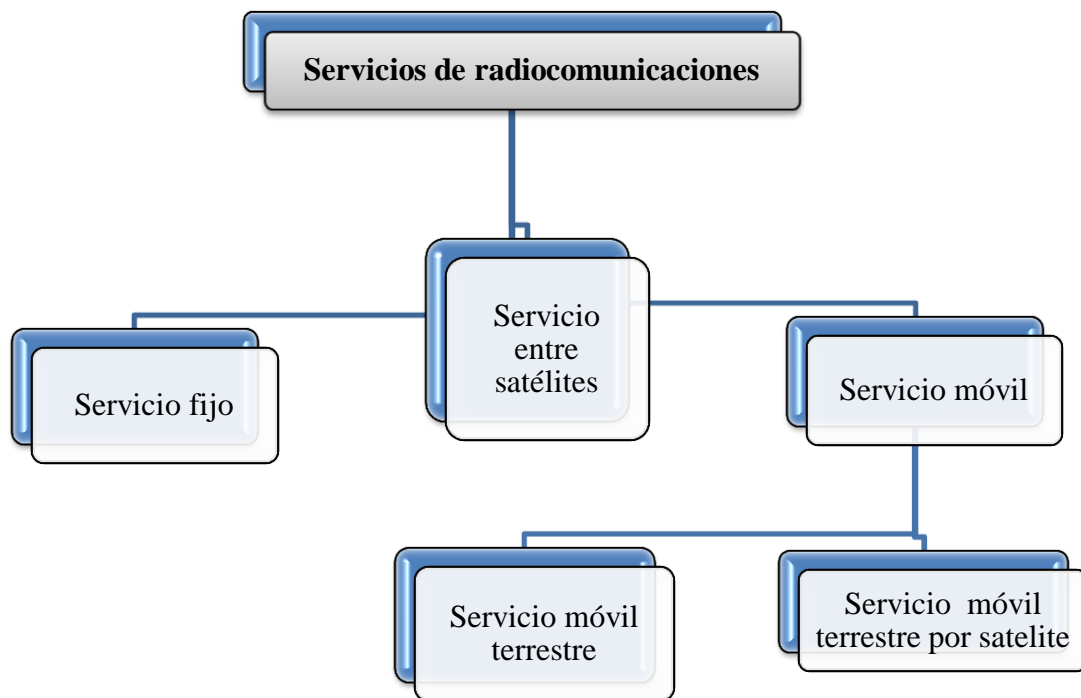 Servicios de radiocomunicaciones
Servicio
entre
satélites
Servicio fijo
Servicio móvil
Servicio móvil
terrestre
Servicio móvil
terrestre por satelite